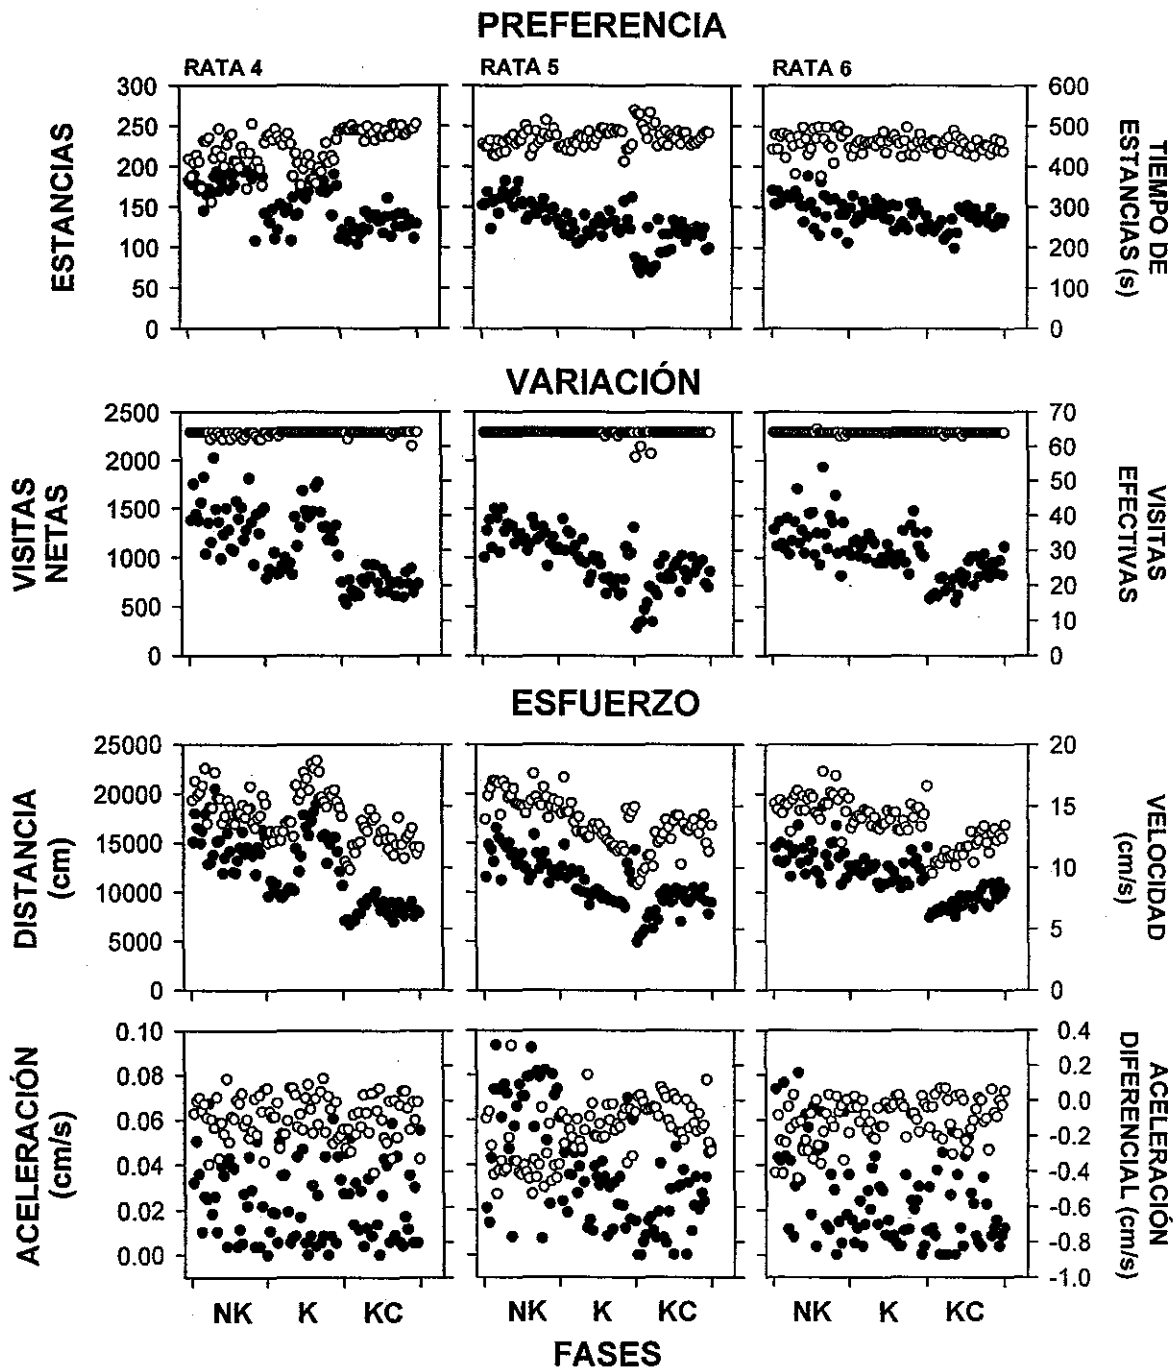 PREFERENCIA
RATA 4
RATA 5
RATA 6
ESTANCIAS
300
250
200
150
100
50
0
600
500
400
300
200
100
0
TIEMPO DE
ESTANCIAS (s)
VARIACIÓN
VISITAS
NETAS
2500
2000
1500
1000
500
0
70
60
50
40
30
20
10
0
VISITAS
EFECTIVAS
ESFUERZO
DISTANCIA
(cm)
25000
20000
15000
10000
5000
0
20
15
10
5
0
VELOCIDAD
(cm/s)
ACELERACIÓN
(cm/s)
0.10
0.08
0.06
0.04
0.02
0.00
0.4
0.2
0.0
-0.2
-0.4
-0.6
-0.8
-1.0
ACELERACIÓN
DIFERENCIAL (cm/s)
NK K KC
NK K KC
NK K KC
FASES